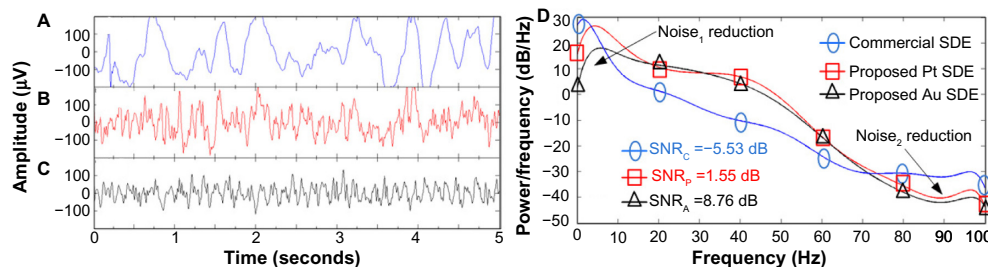 A
100
0
−100
B
100
0
−100
C
100
0
−100
Amplitude (µV)
0 1 2 3 4 5
Time (seconds)
D
30
20
10
0
−10
−20
−30
−40
−50
Power/frequency (dB/Hz)
Noise1 reduction
Commercial SDE
Proposed Pt SDE
Proposed Au SDE
Noise2 reduction
SNRC =−5.53 dB
SNRP =1.55 dB
SNRA =8.76 dB
0 10 20 30 40 50 60 70 80 90 100
Frequency (Hz)